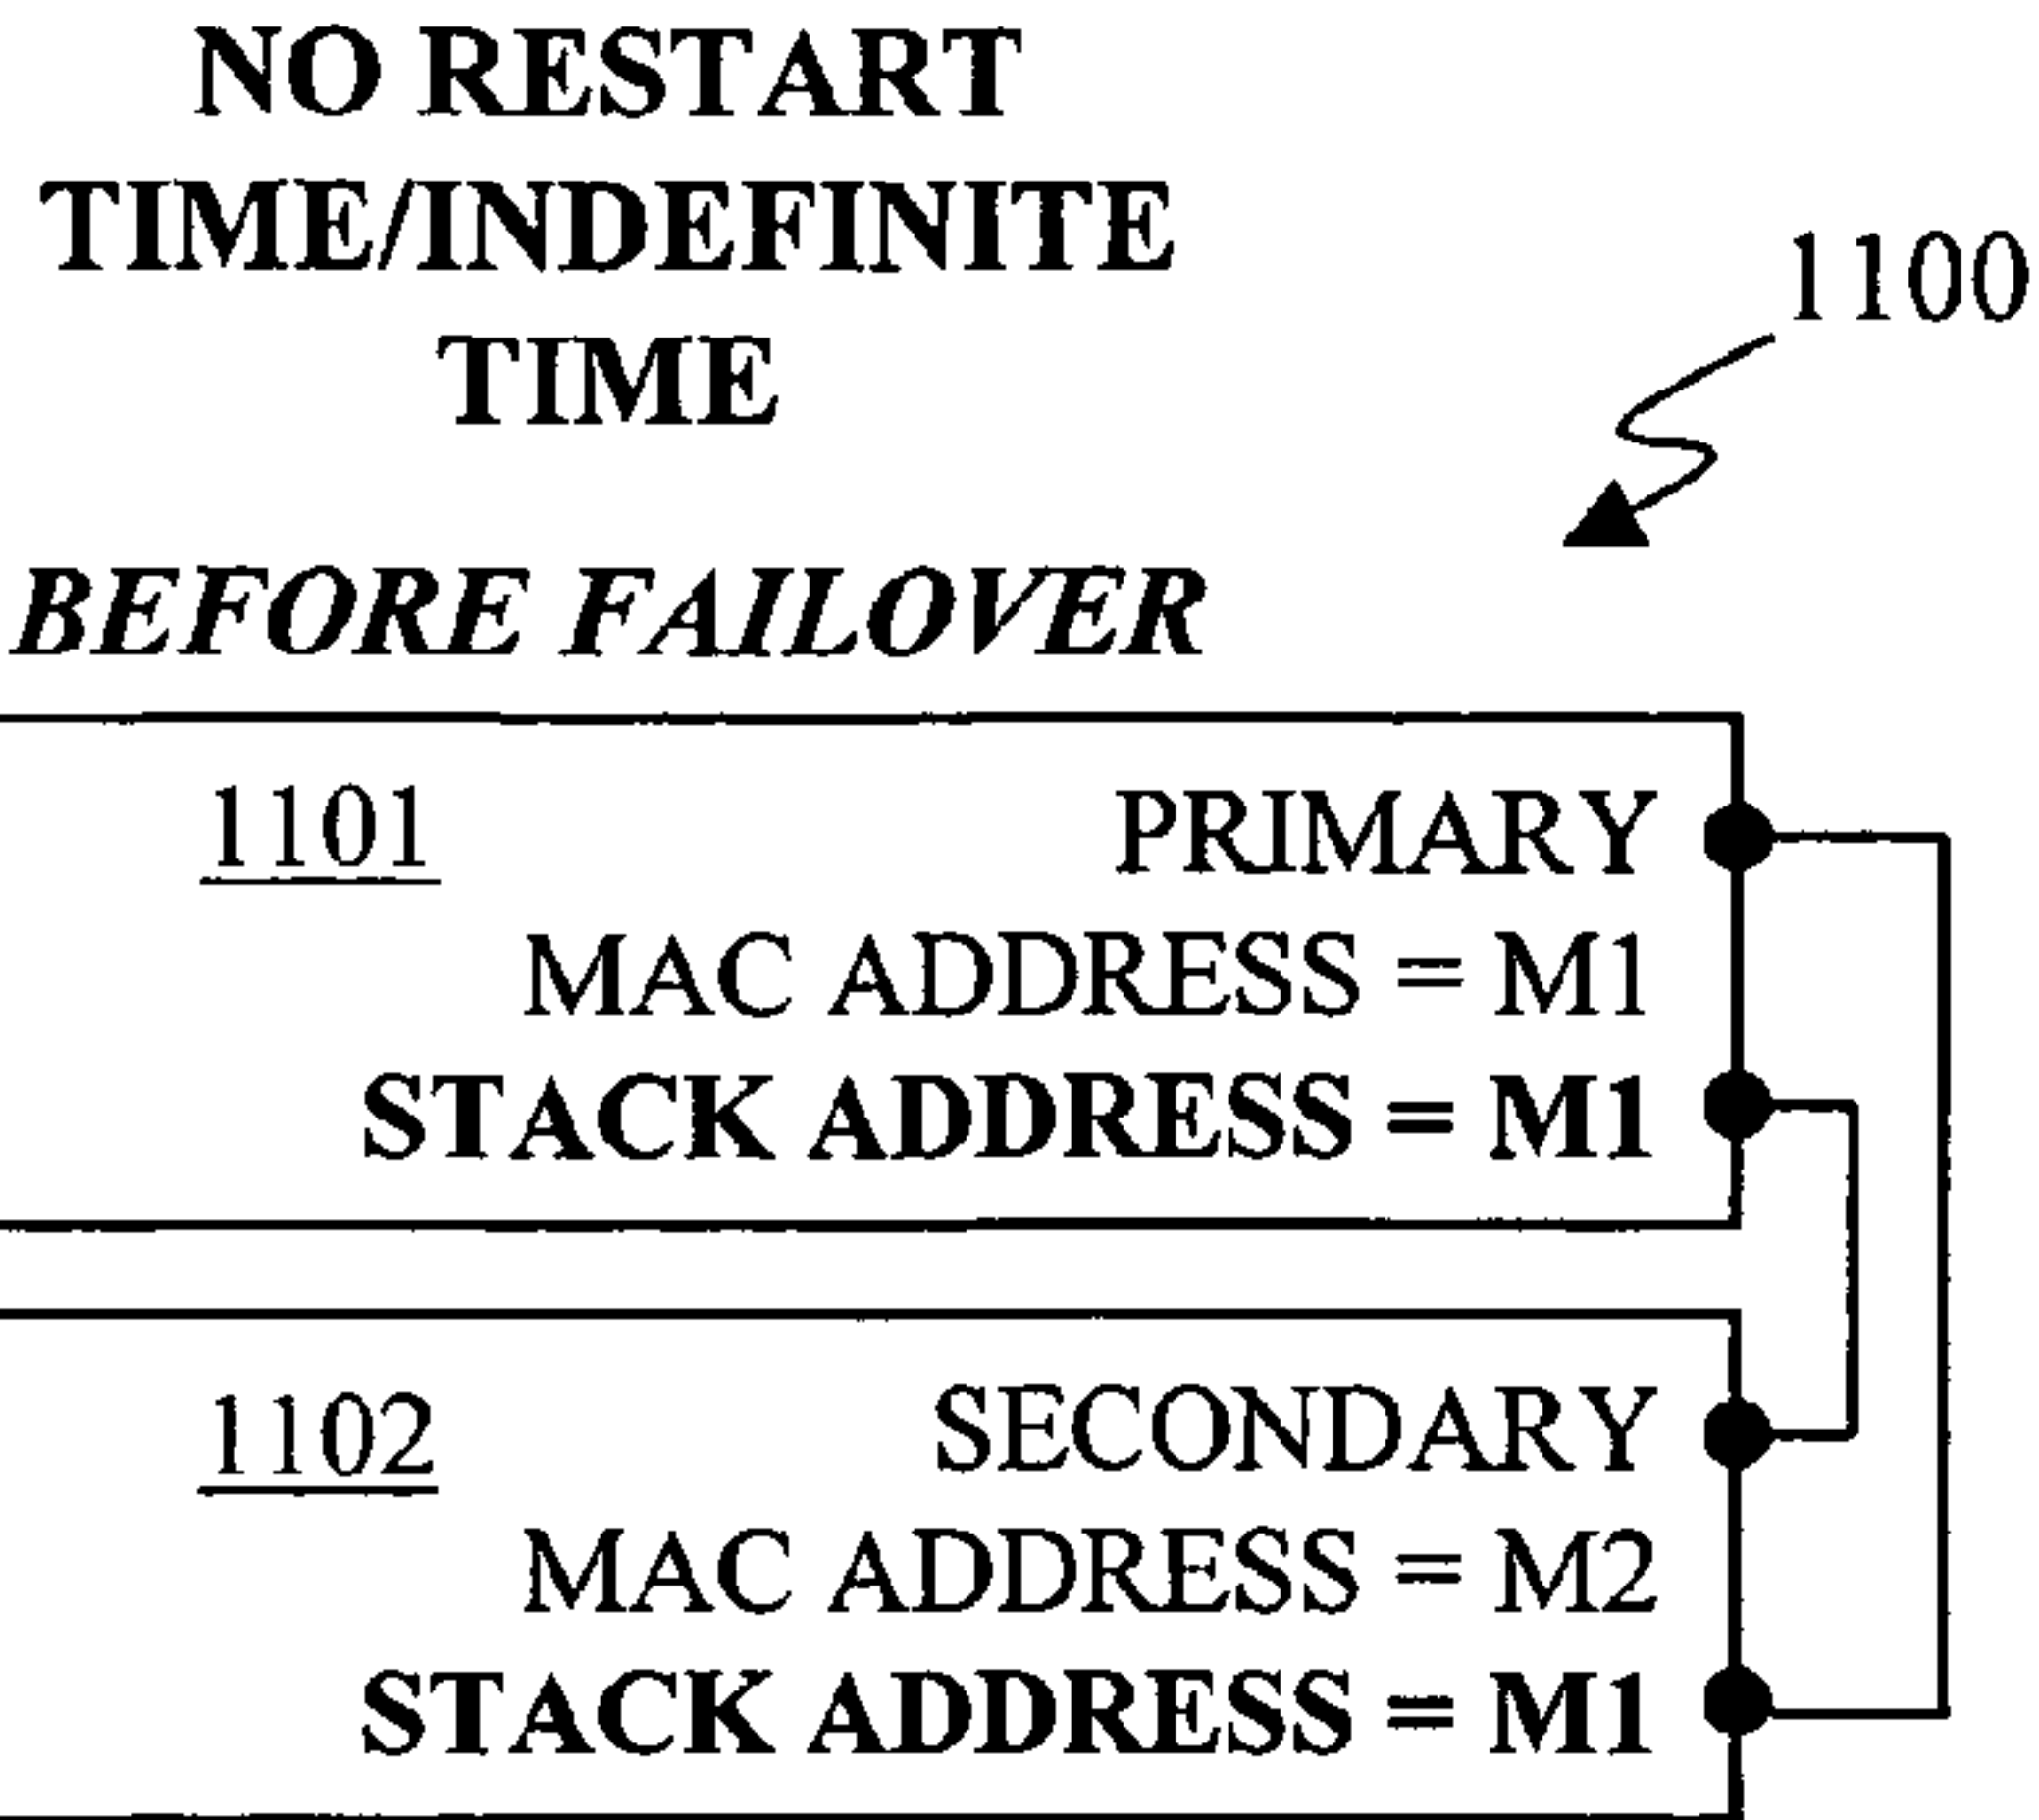 NO RESTART
TIME/INDEFINITE
TIME
1100
BEFORE FAILOVER
1101 PRIMARY
MAC ADDRESS = M1
STACK ADDRESS = M1
1102 SECONDARY
MAC ADDRESS = M2
STACK ADDRESS = M1